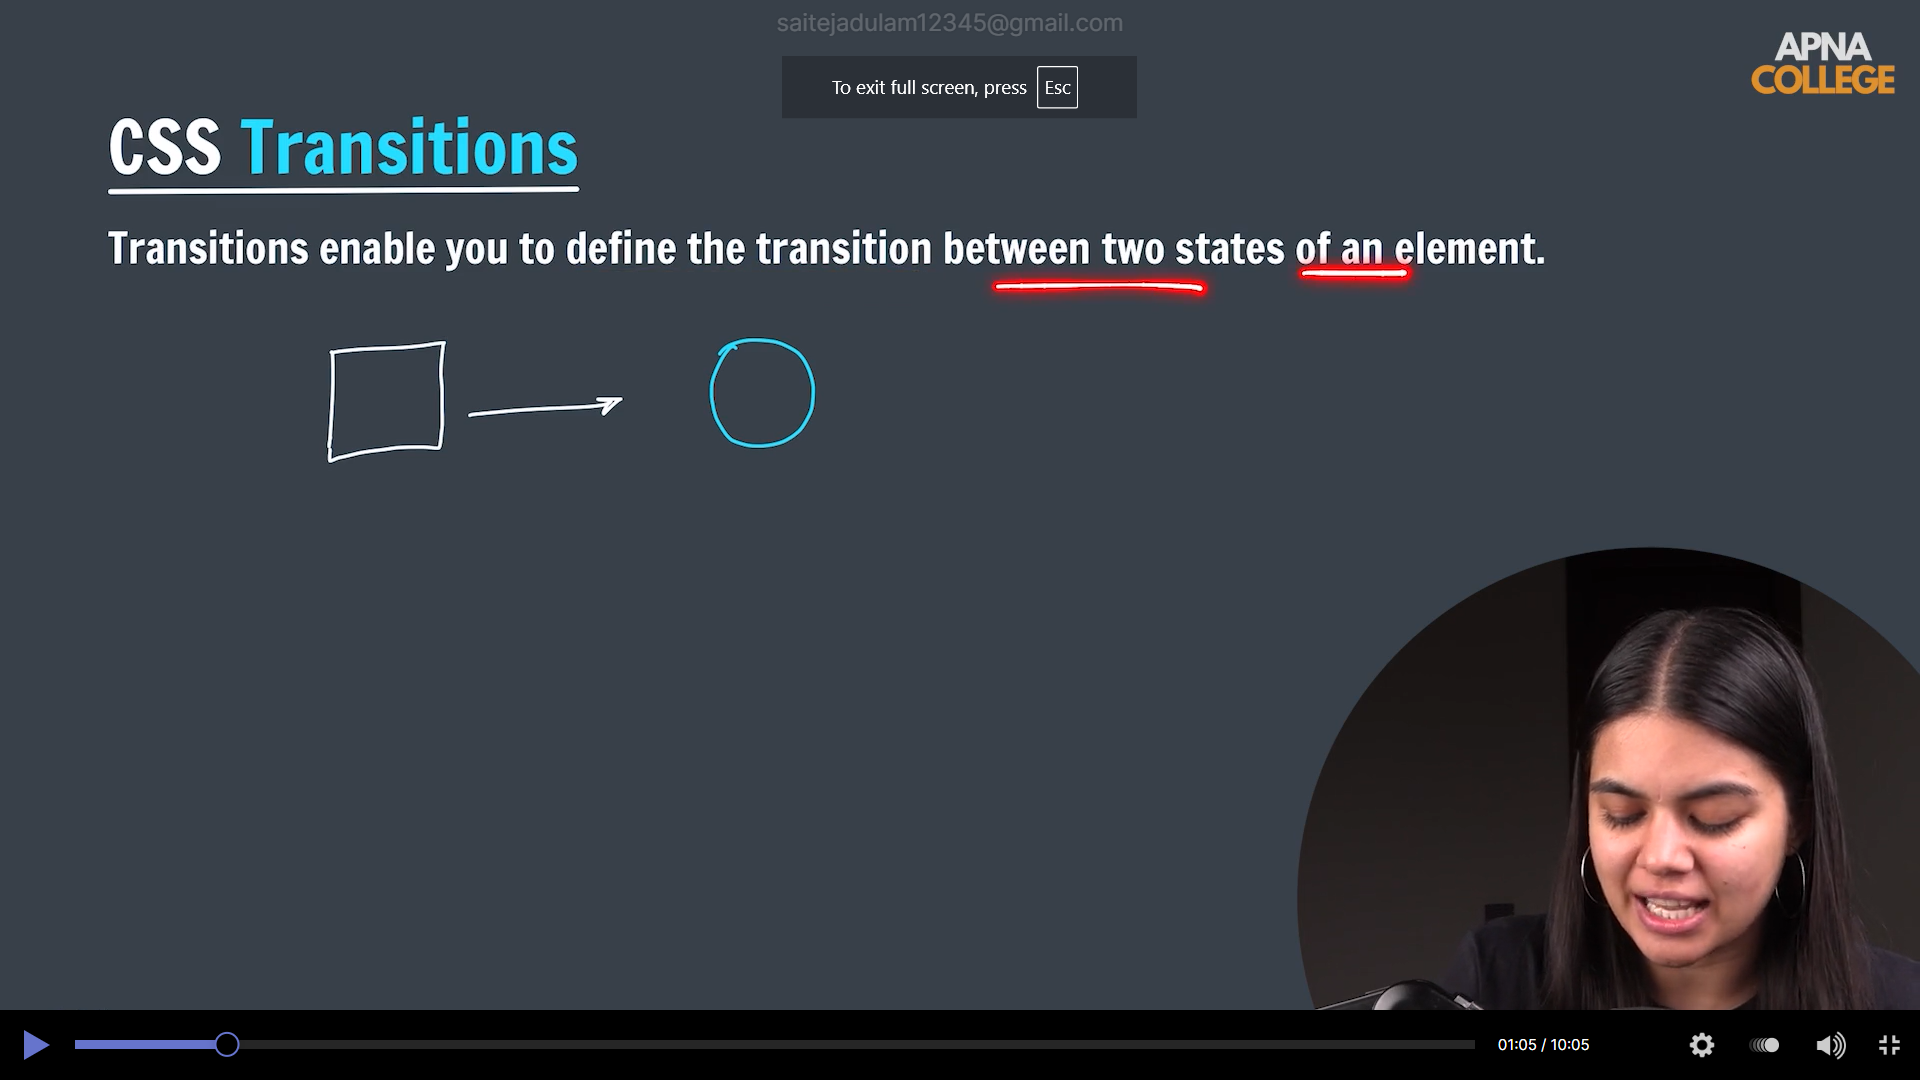 saitejadulam12345@gmail.com
APNA
COLLEGE
To exit full screen, press Esc
CSS Transitions
Transitions enable you to define the transition between two states of an element.
01:05 / 10:05